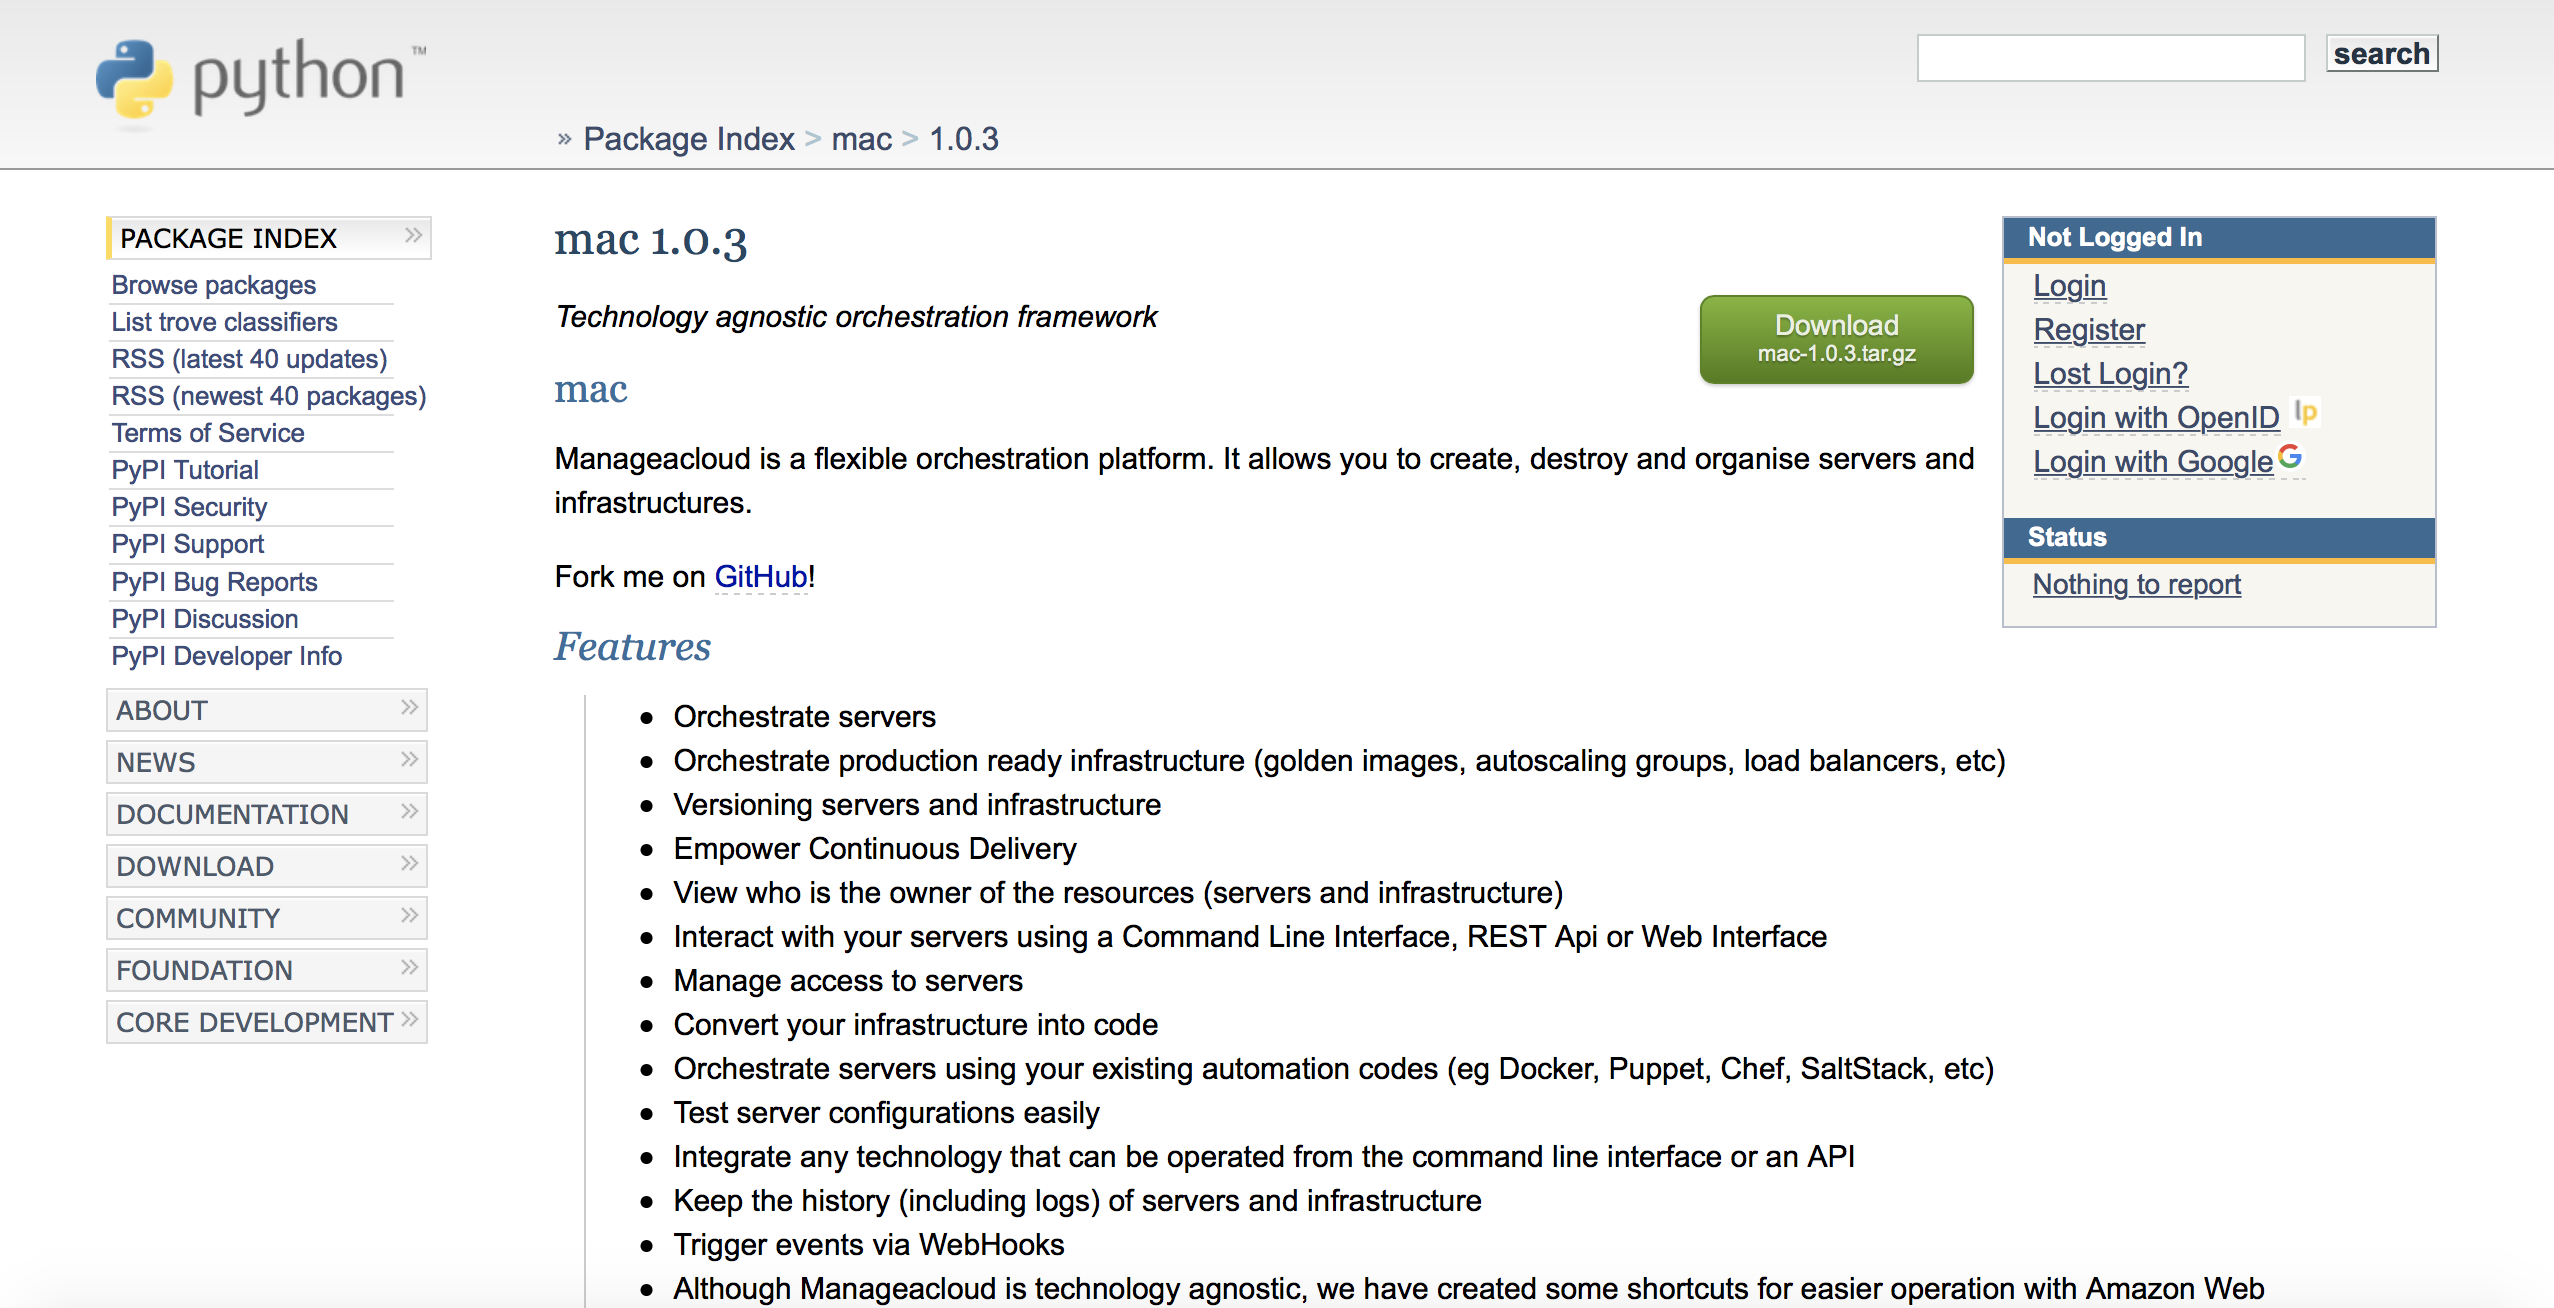 python™
search
» Package Index > mac > 1.0.3
PACKAGE INDEX »
Browse packages
List trove classifiers
RSS (latest 40 updates)
RSS (newest 40 packages)
Terms of Service
PyPI Tutorial
PyPI Security
PyPI Support
PyPI Bug Reports
PyPI Discussion
PyPI Developer Info
ABOUT »
NEWS »
DOCUMENTATION »
DOWNLOAD »
COMMUNITY »
FOUNDATION »
CORE DEVELOPMENT »
mac 1.0.3
Technology agnostic orchestration framework
Download
mac-1.0.3.tar.gz
mac
Manageacloud is a flexible orchestration platform. It allows you to create, destroy and organise servers and
infrastructures.
Fork me on GitHub!
Features
• Orchestrate servers
• Orchestrate production ready infrastructure (golden images, autoscaling groups, load balancers, etc)
• Versioning servers and infrastructure
• Empower Continuous Delivery
• View who is the owner of the resources (servers and infrastructure)
• Interact with your servers using a Command Line Interface, REST Api or Web Interface
• Manage access to servers
• Convert your infrastructure into code
• Orchestrate servers using your existing automation codes (eg Docker, Puppet, Chef, SaltStack, etc)
• Test server configurations easily
• Integrate any technology that can be operated from the command line interface or an API
• Keep the history (including logs) of servers and infrastructure
• Trigger events via WebHooks
• Although Manageacloud is technology agnostic, we have created some shortcuts for easier operation with Amazon Web
Not Logged In
Login
Register
Lost Login?
Login with OpenID lp
Login with Google G
Status
Nothing to report